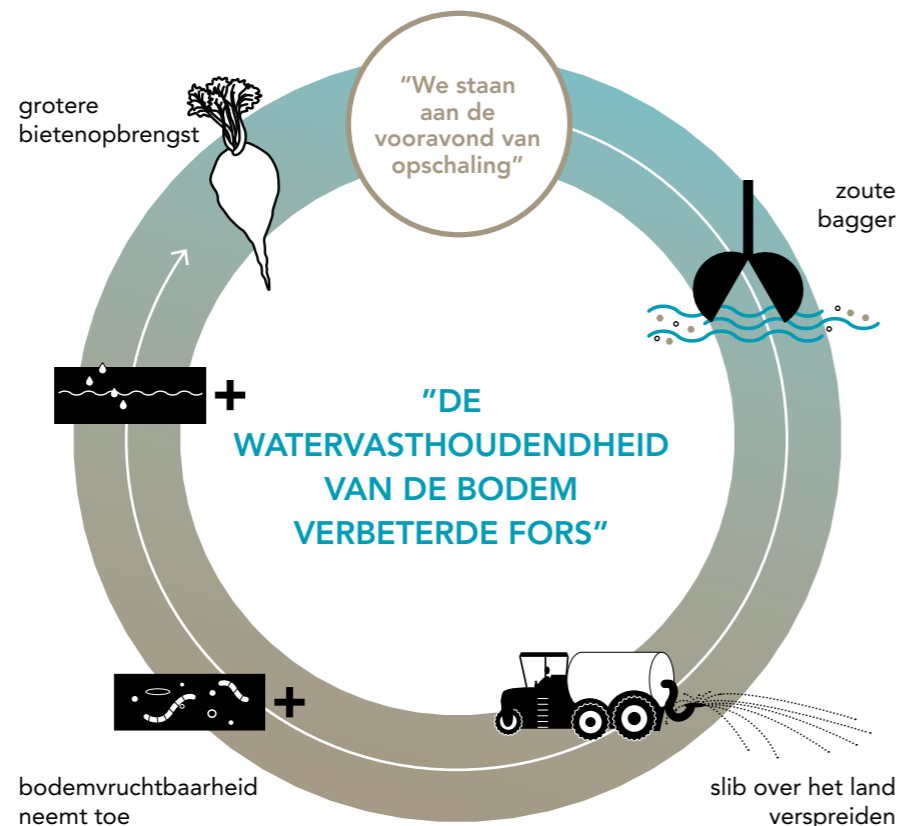 "We staan
aan de
vooravond van
opschaling"
grotere
bietenopbrengst
zoute
bagger
"DE
WATERVASTHOUDENDHEID
VAN DE BODEM
VERBETERDE FORS"
+
+
bodemvruchtbaarheid
neemt toe
slib over het land
verspreiden